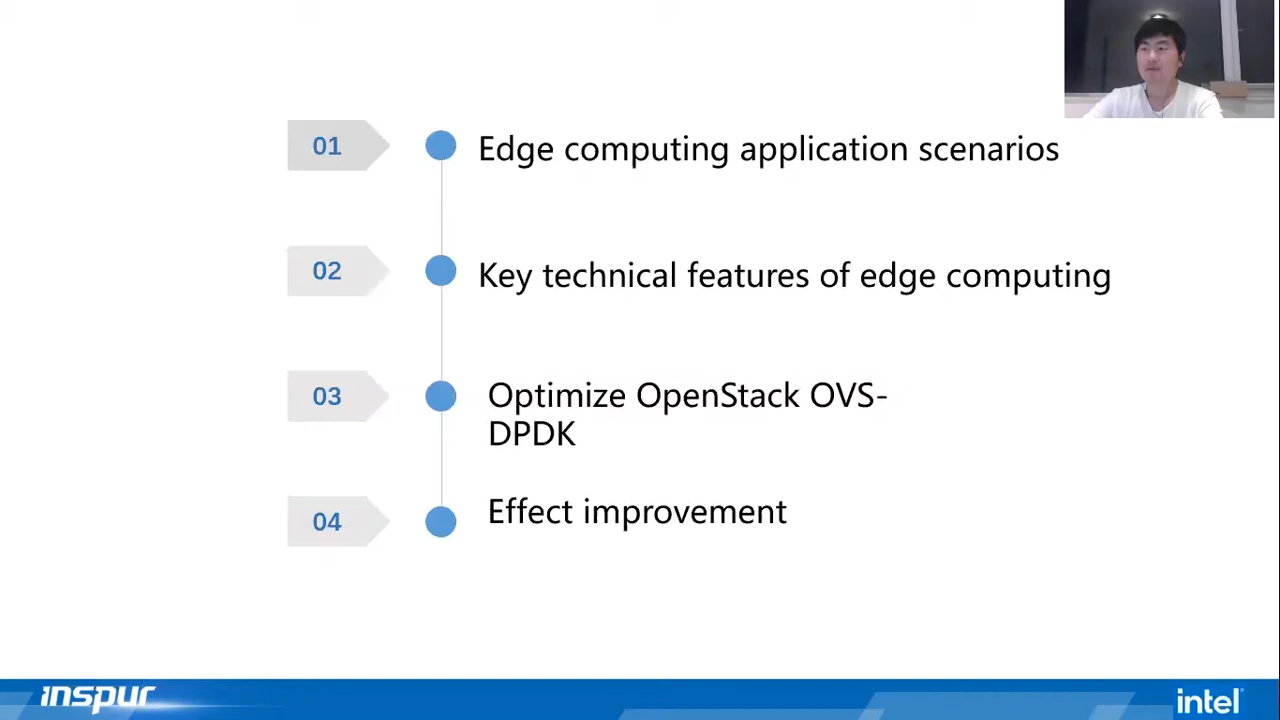 01
Edge computing application scenarios
02
Key technical features of edge computing
03
Optimize OpenStack OVS-
DPDK
04
Effect improvement
inspur
intel